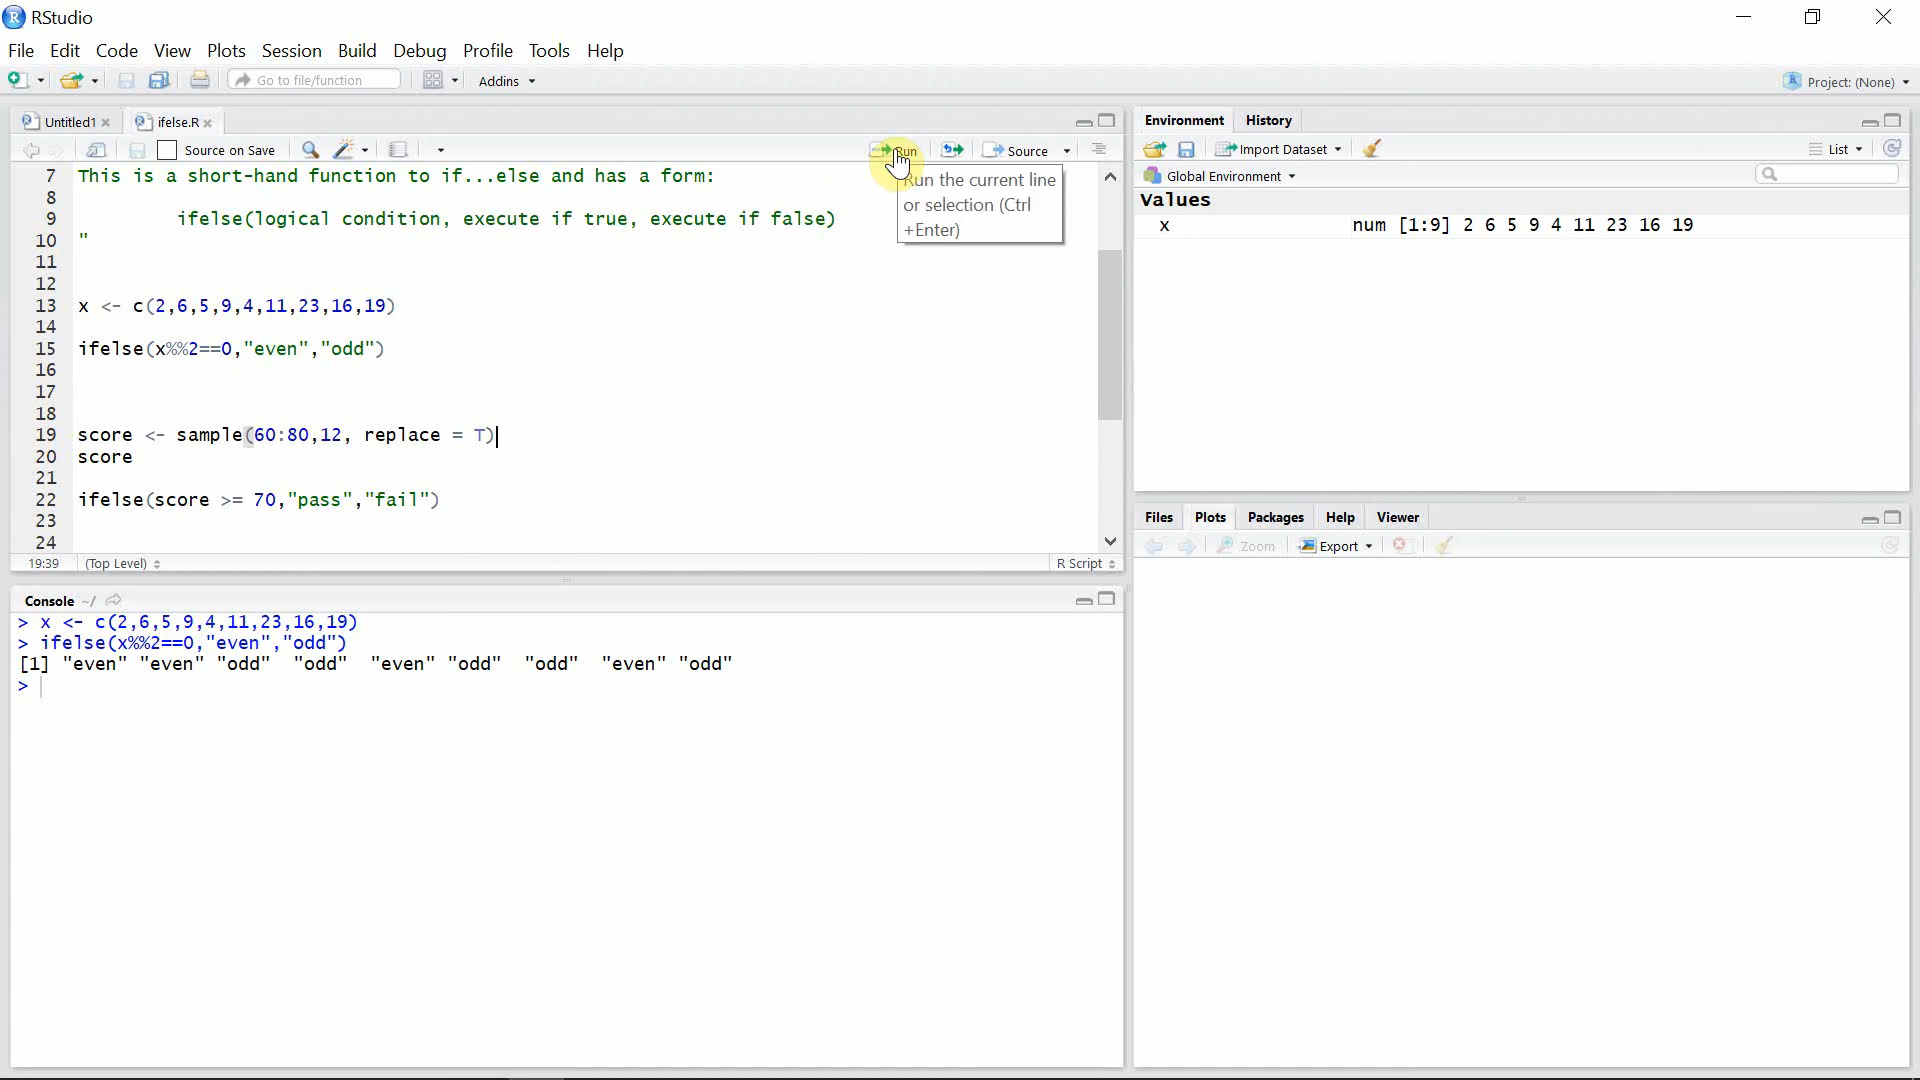 RStudio
File Edit Code View Plots Session Build Debug Profile Tools Help
Go to file/function Addins Project: (None)
Untitled1 ifelse.R
Source on Save Run Source
7 This is a short-hand function to if...else and has a form:
8
9 ifelse(logical condition, execute if true, execute if false)
10 "
11
12
13 x <- c(2,6,5,9,4,11,23,16,19)
14
15 ifelse(x%%2==0,"even","odd")
16
17
18
19 score <- sample(60:80,12, replace = T)
20 score
21
22 ifelse(score >= 70,"pass","fail")
23
24
Run the current line
or selection (Ctrl
+Enter)
19:39 (Top Level) R Script
Console ~/
> x <- c(2,6,5,9,4,11,23,16,19)
> ifelse(x%%2==0,"even","odd")
[1] "even" "even" "odd" "odd" "even" "odd" "odd" "even" "odd"
>
Environment History
Import Dataset List
Global Environment
Values
x num [1:9] 2 6 5 9 4 11 23 16 19
Files Plots Packages Help Viewer
Zoom Export